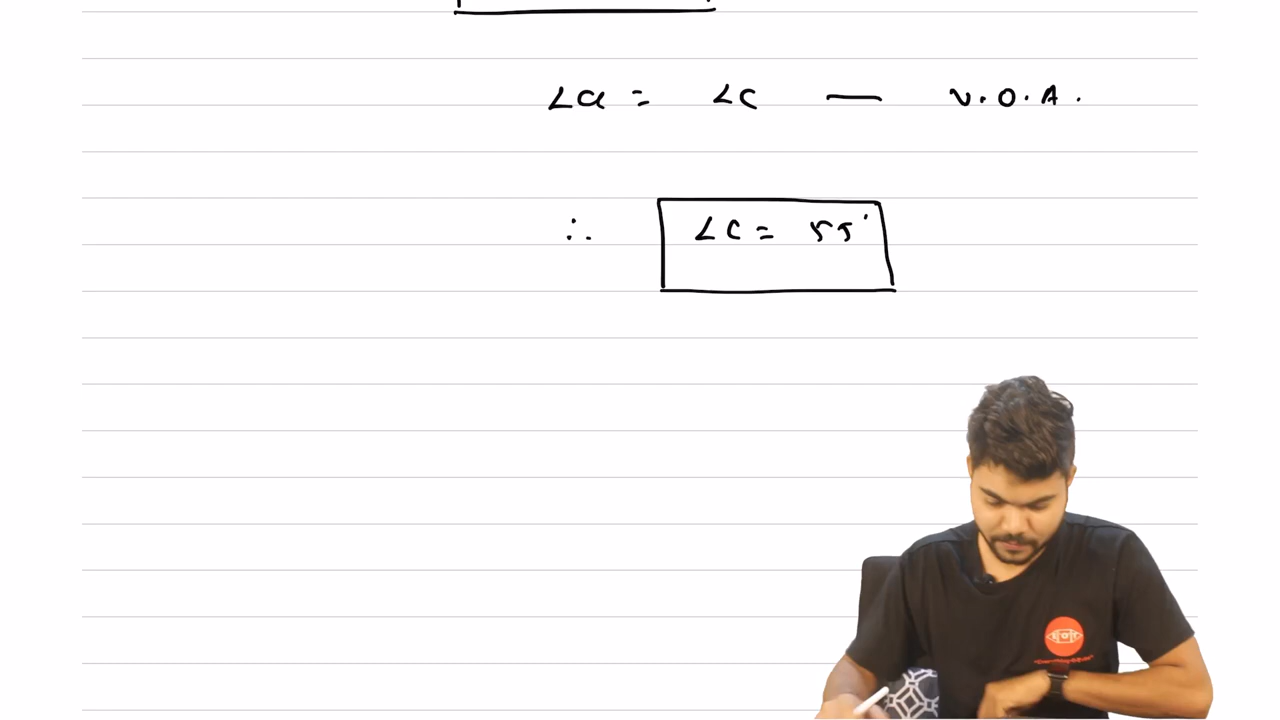 ∠a = ∠c — V.O.A.
∴ ∠c = 55°